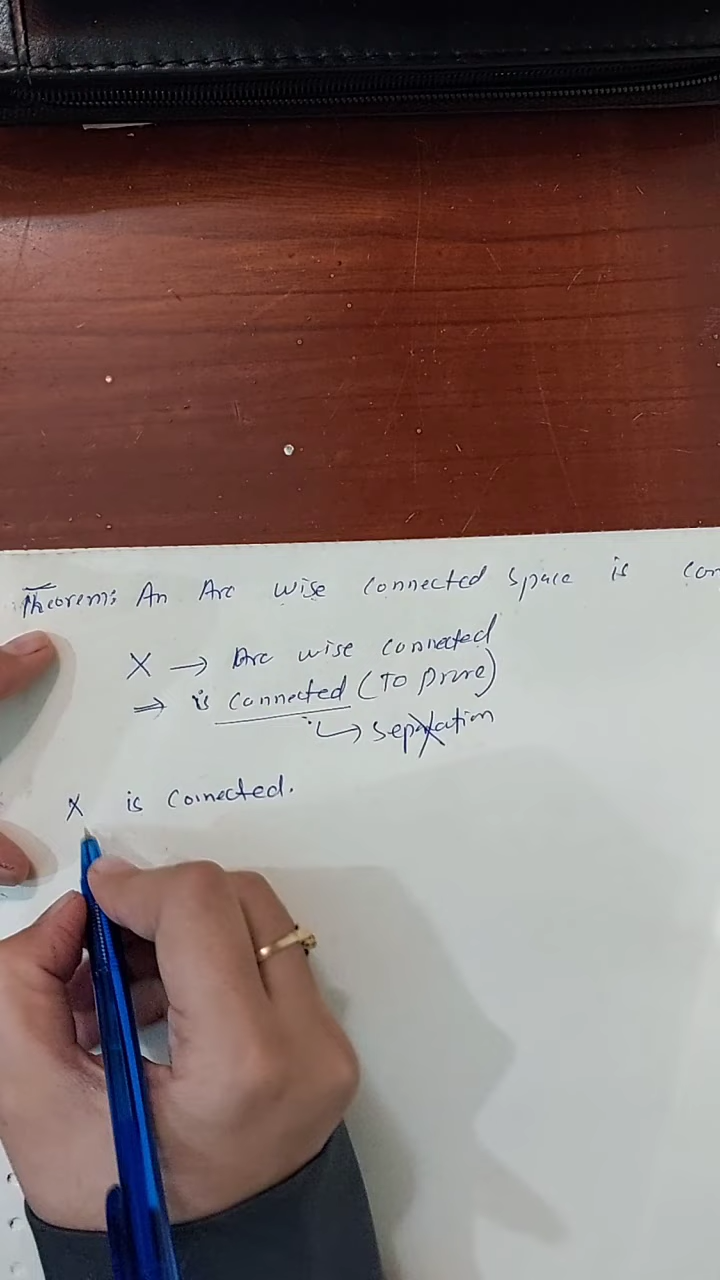 Theorem: An Arc wise connected space is con
X → Arc wise connected
⇒ is connected (To prove)
↳ separation
X is connected.